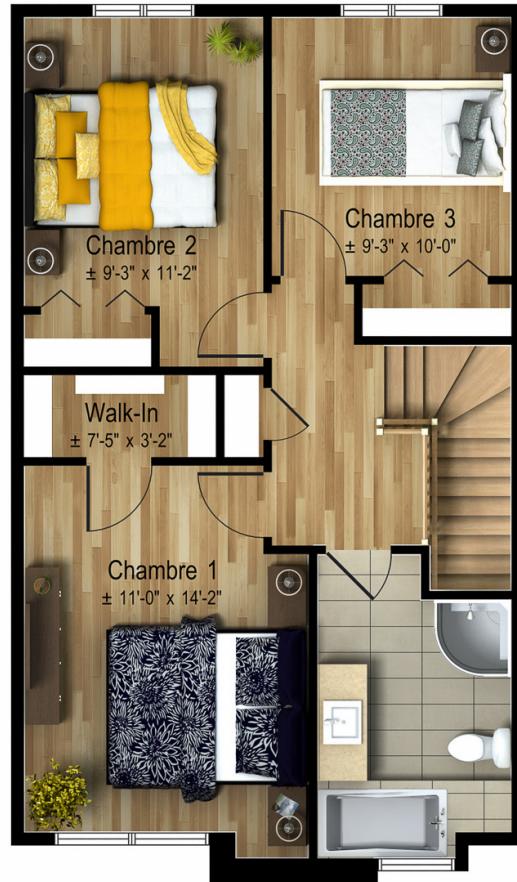 Chambre 2
± 9'-3" x 11'-2"
Chambre 3
± 9'-3" x 10'-0"
Walk-In
± 7'-5" x 3'-2"
Chambre 1
± 11'-0" x 14'-2"